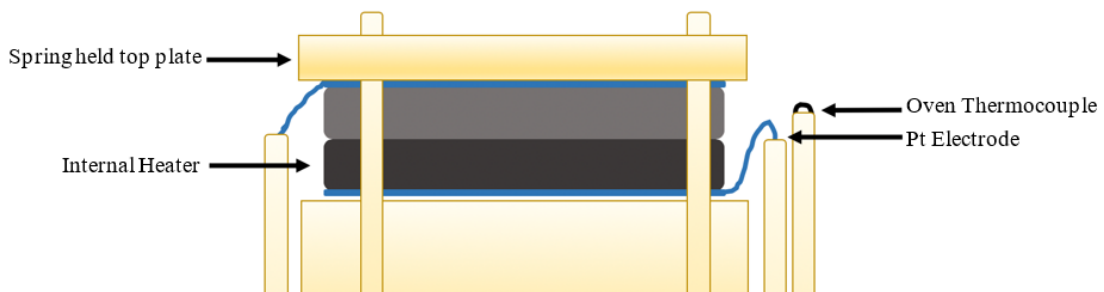 Spring held top plate
Oven Thermocouple
Pt Electrode
Internal Heater